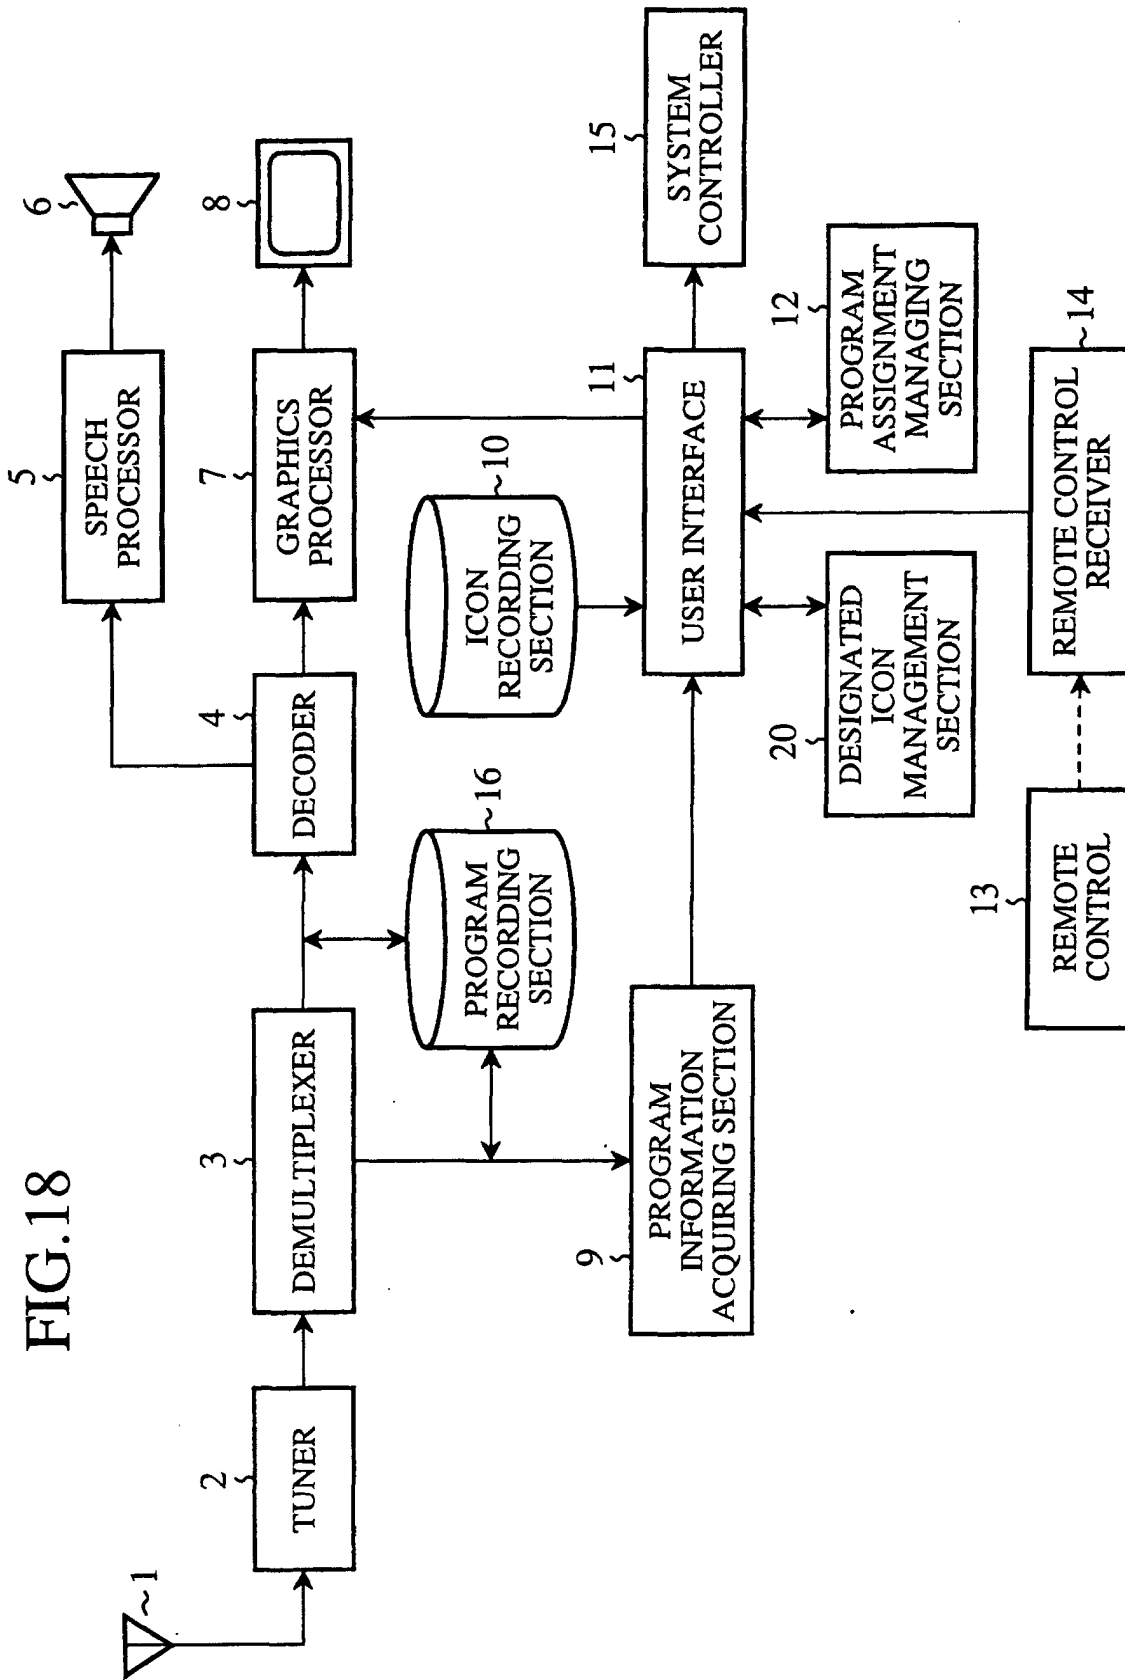 FIG.18
1
2
TUNER
3
DEMULTIPLEXER
4
DECODER
5
SPEECH
PROCESSOR
6
7
GRAPHICS
PROCESSOR
8
16
PROGRAM
RECORDING
SECTION
10
ICON
RECORDING
SECTION
9
PROGRAM
INFORMATION
ACQUIRING SECTION
11
USER INTERFACE
15
SYSTEM
CONTROLLER
20
DESIGNATED
ICON
MANAGEMENT
SECTION
12
PROGRAM
ASSIGNMENT
MANAGING
SECTION
13
REMOTE
CONTROL
14
REMOTE CONTROL
RECEIVER